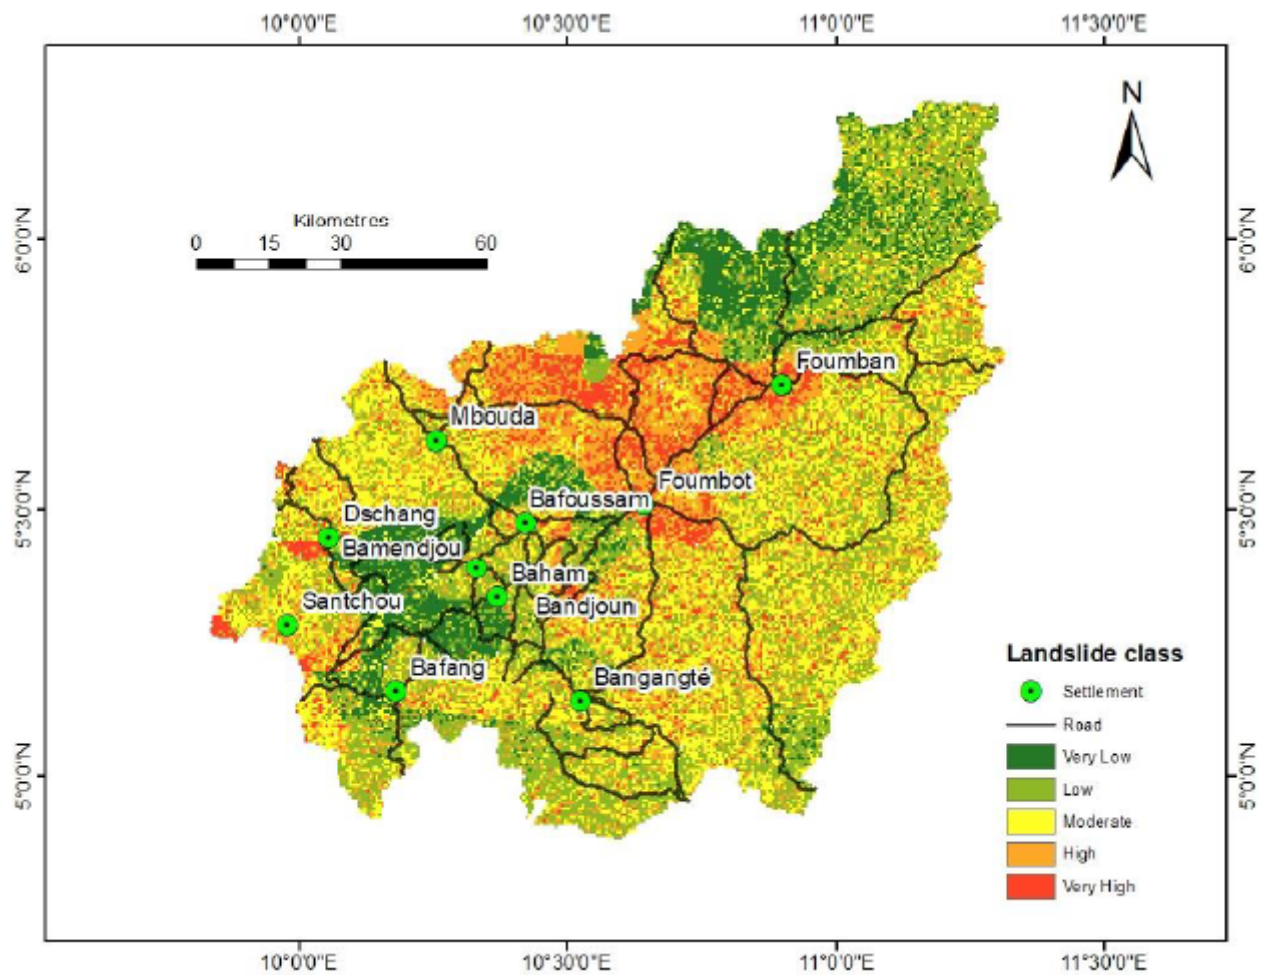 10°0'0"E 10°30'0"E 11°0'0"E 11°30'0"E
N
Kilometres
0 15 30 60
6°0'0"N 6°0'0"N
Foumban
Mbouda
Foumbot
Bafoussam
5°30'0"N 5°30'0"N
Dschang
Bamendjou
Baham
Santchou
Bandjoun
Bafang
Banigangté
5°0'0"N 5°0'0"N
Landslide class
Settlement
Road
Very Low
Low
Moderate
High
Very High
10°0'0"E 10°30'0"E 11°0'0"E 11°30'0"E